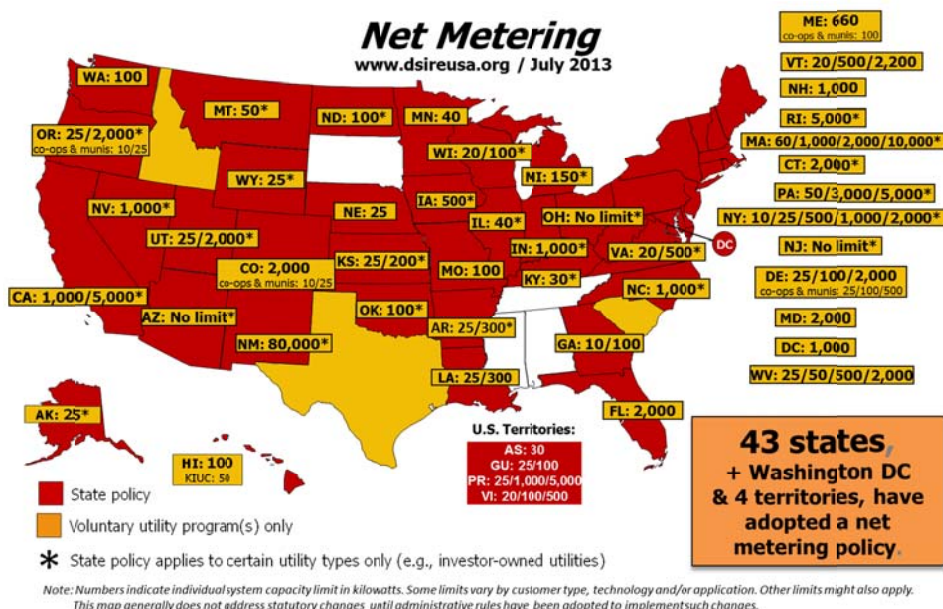 Net Metering
www.dsireusa.org / July 2013
WA: 100
OR: 25/2,000*
co-ops & munis: 10/25
MT: 50*
ND: 100*
MN: 40
WI: 20/100*
MI: 150*
WY: 25*
IA: 500*
NV: 1,000*
NE: 25
IL: 40*
OH: No limit*
UT: 25/2,000*
IN: 1,000*
VA: 20/500*
DC
CO: 2,000
co-ops & munis: 10/25
KS: 25/200*
MO: 100
KY: 30*
NC: 1,000*
CA: 1,000/5,000*
AZ: No limit*
OK: 100*
AR: 25/300*
NM: 80,000*
GA: 10/100
LA: 25/300
AK: 25*
FL: 2,000
HI: 100
KIUC: 50
ME: 660
co-ops & munis: 100
VT: 20/500/2,200
NH: 1,000
RI: 5,000*
MA: 60/1,000/2,000/10,000*
CT: 2,000*
PA: 50/3,000/5,000*
NY: 10/25/500/1,000/2,000*
NJ: No limit*
DE: 25/100/2,000
co-ops & munis: 25/100/500
MD: 2,000
DC: 1,000
WV: 25/50/500/2,000
U.S. Territories:
AS: 30
GU: 25/100
PR: 25/1,000/5,000
VI: 20/100/500
43 states,
+ Washington DC
& 4 territories, have
adopted a net
metering policy.
State policy
Voluntary utility program(s) only
* State policy applies to certain utility types only (e.g., investor-owned utilities)
Note: Numbers indicate individual system capacity limit in kilowatts. Some limits vary by customer type, technology and/or application. Other limits might also apply.
This map generally does not address statutory changes until administrative rules have been adopted to implement such changes.